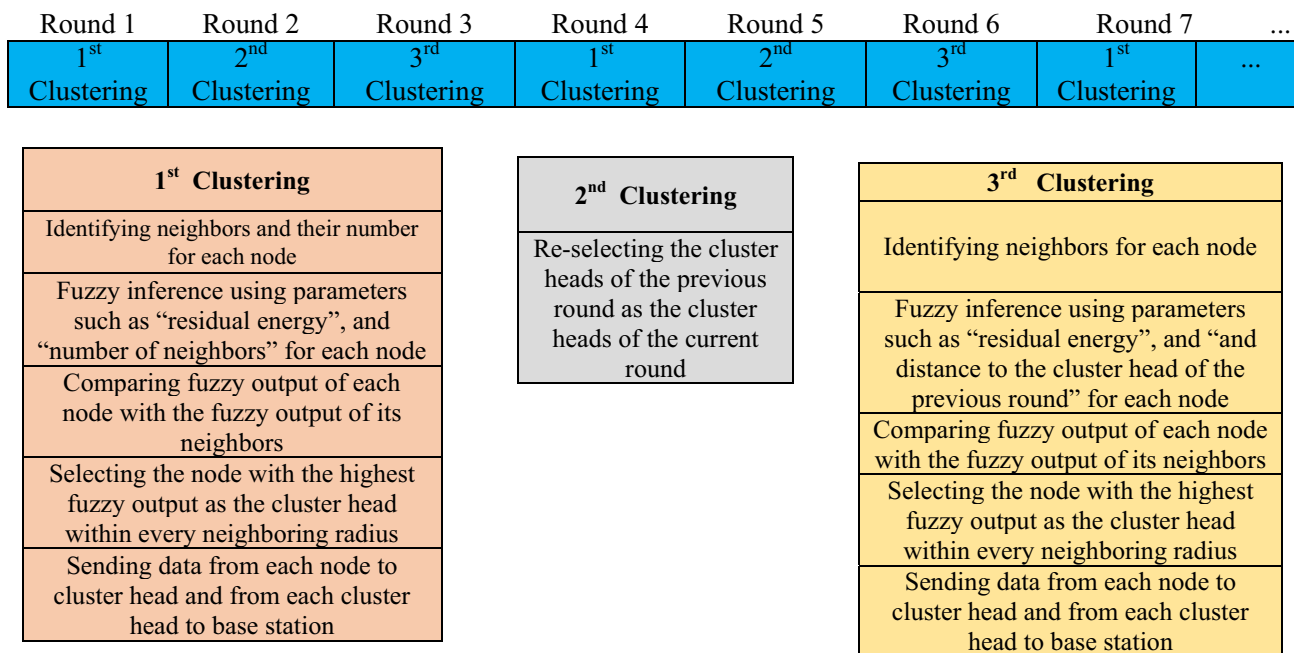 Round 1 Round 2 Round 3 Round 4 Round 5 Round 6 Round 7 ...
1st Clustering 2nd Clustering 3rd Clustering 1st Clustering 2nd Clustering 3rd Clustering 1st Clustering ...
1st Clustering
Identifying neighbors and their number
for each node
Fuzzy inference using parameters
such as “residual energy”, and
“number of neighbors” for each node
Comparing fuzzy output of each
node with the fuzzy output of its
neighbors
Selecting the node with the highest
fuzzy output as the cluster head
within every neighboring radius
Sending data from each node to
cluster head and from each cluster
head to base station
2nd Clustering
Re-selecting the cluster
heads of the previous
round as the cluster
heads of the current
round
3rd Clustering
Identifying neighbors for each node
Fuzzy inference using parameters
such as “residual energy”, and “and
distance to the cluster head of the
previous round” for each node
Comparing fuzzy output of each node
with the fuzzy output of its neighbors
Selecting the node with the highest
fuzzy output as the cluster head
within every neighboring radius
Sending data from each node to
cluster head and from each cluster
head to base station